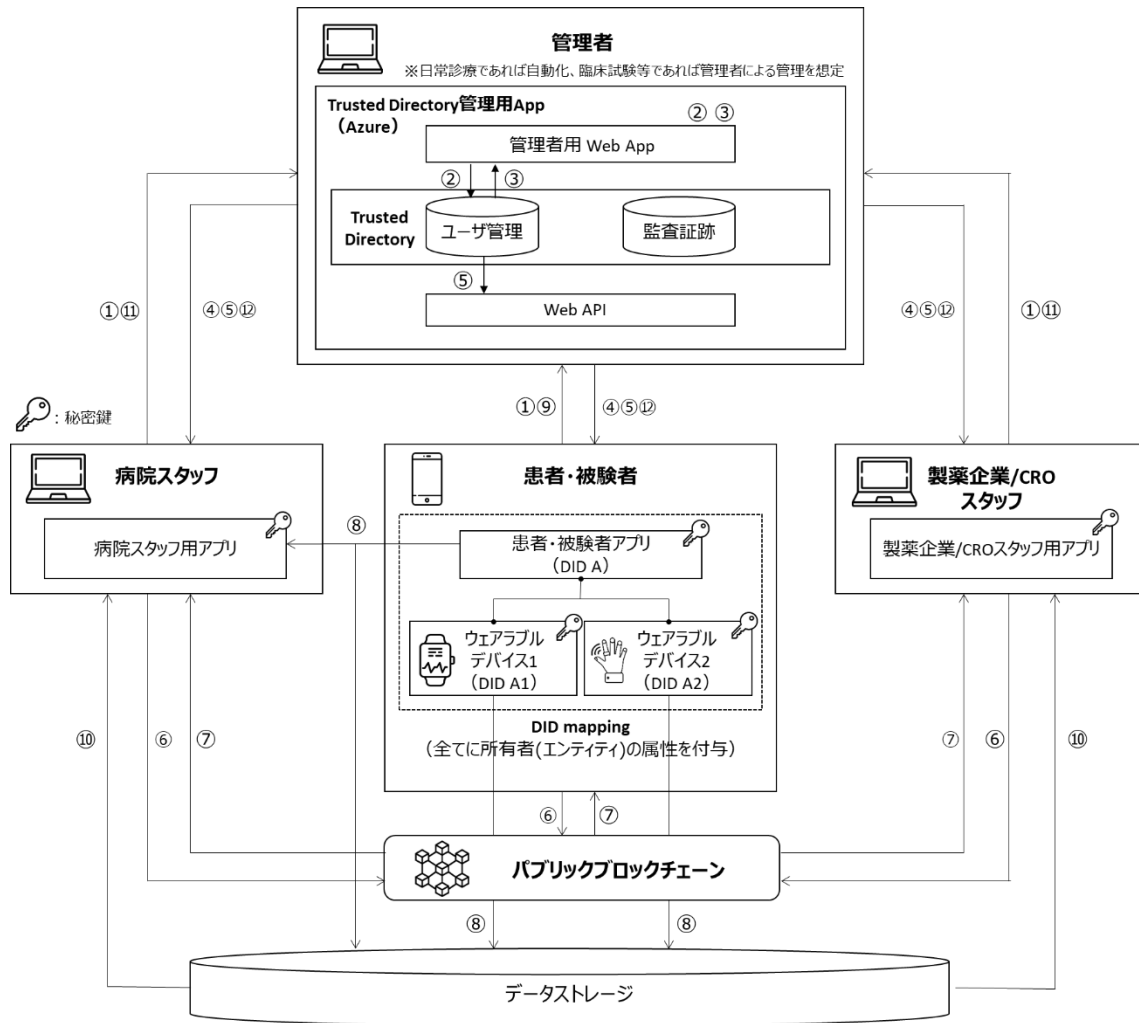 管理者
※日常診療であれば自動化、臨床試験等であれば管理者による管理を想定
Trusted Directory管理用App
（Azure）
② ③
管理者用 Web App
② ③
Trusted
Directory
ユーザ管理
監査証跡
⑤
Web API
①⑪
④⑤⑫
④⑤⑫
①⑪
①⑨
④⑤⑫
：秘密鍵
病院スタッフ
病院スタッフ用アプリ
⑧
患者・被験者
患者・被験者アプリ
（DID A）
ウェアラブル
デバイス1
（DID A1）
ウェアラブル
デバイス2
（DID A2）
DID mapping
（全てに所有者(エンティティ)の属性を付与）
製薬企業/CRO
スタッフ
製薬企業/CROスタッフ用アプリ
⑩
⑥
⑦
⑥
⑦
⑦
⑥
⑩
パブリックブロックチェーン
⑧
⑧
データストレージ